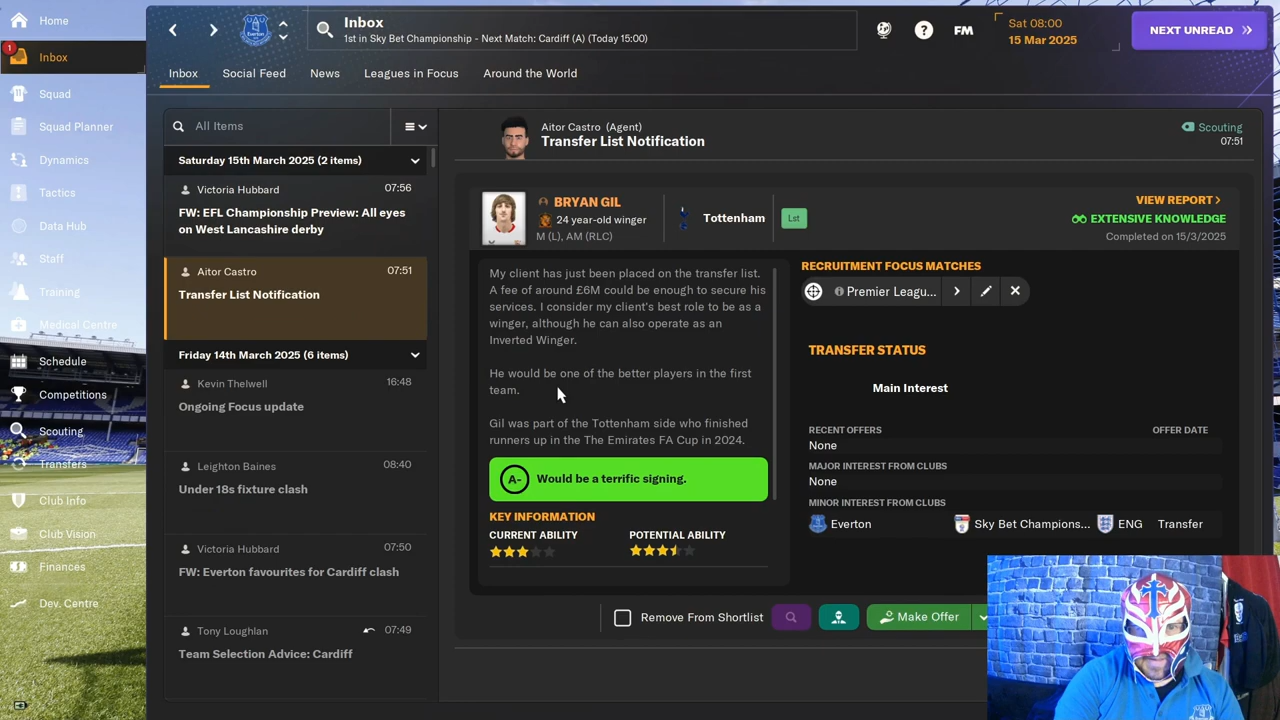 Home
Inbox
1st in Sky Bet Championship - Next Match: Cardiff (A) (Today 15:00)
FM
Sat 08:00
15 Mar 2025
NEXT UNREAD
1
Inbox
Squad
Squad Planner
Dynamics
Tactics
Data Hub
Staff
Training
Medical Centre
Schedule
Competitions
Scouting
Transfers
Club Info
Club Vision
Finances
Dev. Centre
Inbox
Social Feed
News
Leagues in Focus
Around the World
All Items
Saturday 15th March 2025 (2 items)
Victoria Hubbard
07:56
FW: EFL Championship Preview: All eyes
on West Lancashire derby
Aitor Castro
07:51
Transfer List Notification
Friday 14th March 2025 (6 items)
Kevin Thelwell
16:48
Ongoing Focus update
Leighton Baines
08:40
Under 18s fixture clash
Victoria Hubbard
07:50
FW: Everton favourites for Cardiff clash
Tony Loughlan
07:49
Team Selection Advice: Cardiff
Aitor Castro (Agent)
Transfer List Notification
Scouting
07:51
BRYAN GIL
24 year-old winger
M (L), AM (RLC)
Tottenham
Lst
VIEW REPORT
EXTENSIVE KNOWLEDGE
Completed on 15/3/2025
My client has just been placed on the transfer list.
A fee of around £6M could be enough to secure his
services. I consider my client's best role to be as a
winger, although he can also operate as an
Inverted Winger.
He would be one of the better players in the first
team.
Gil was part of the Tottenham side who finished
runners up in the The Emirates FA Cup in 2024.
A-
Would be a terrific signing.
KEY INFORMATION
CURRENT ABILITY
POTENTIAL ABILITY
RECRUITMENT FOCUS MATCHES
Premier Leagu...
TRANSFER STATUS
Main Interest
RECENT OFFERS
OFFER DATE
None
MAJOR INTEREST FROM CLUBS
None
MINOR INTEREST FROM CLUBS
Everton
Sky Bet Champions...
ENG
Transfer
Remove From Shortlist
Make Offer